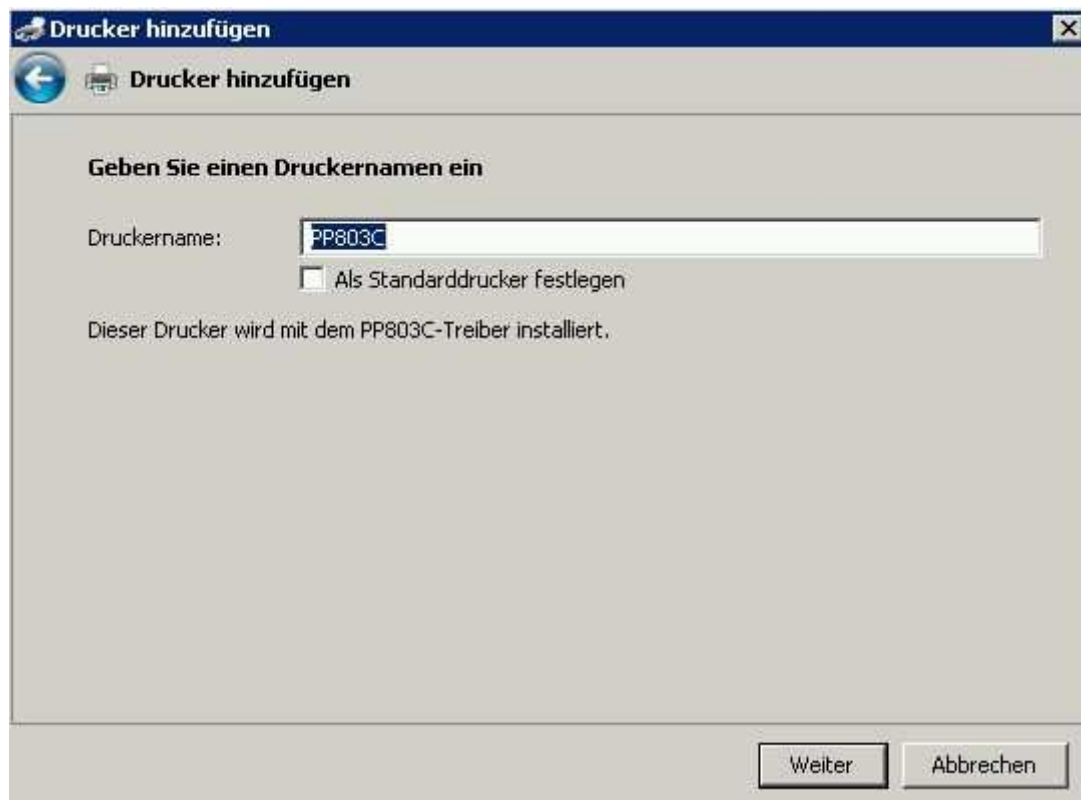 Drucker hinzufügen
Drucker hinzufügen
Geben Sie einen Druckernamen ein
Druckername: PP803C
Als Standarddrucker festlegen
Dieser Drucker wird mit dem PP803C-Treiber installiert.
Weiter Abbrechen